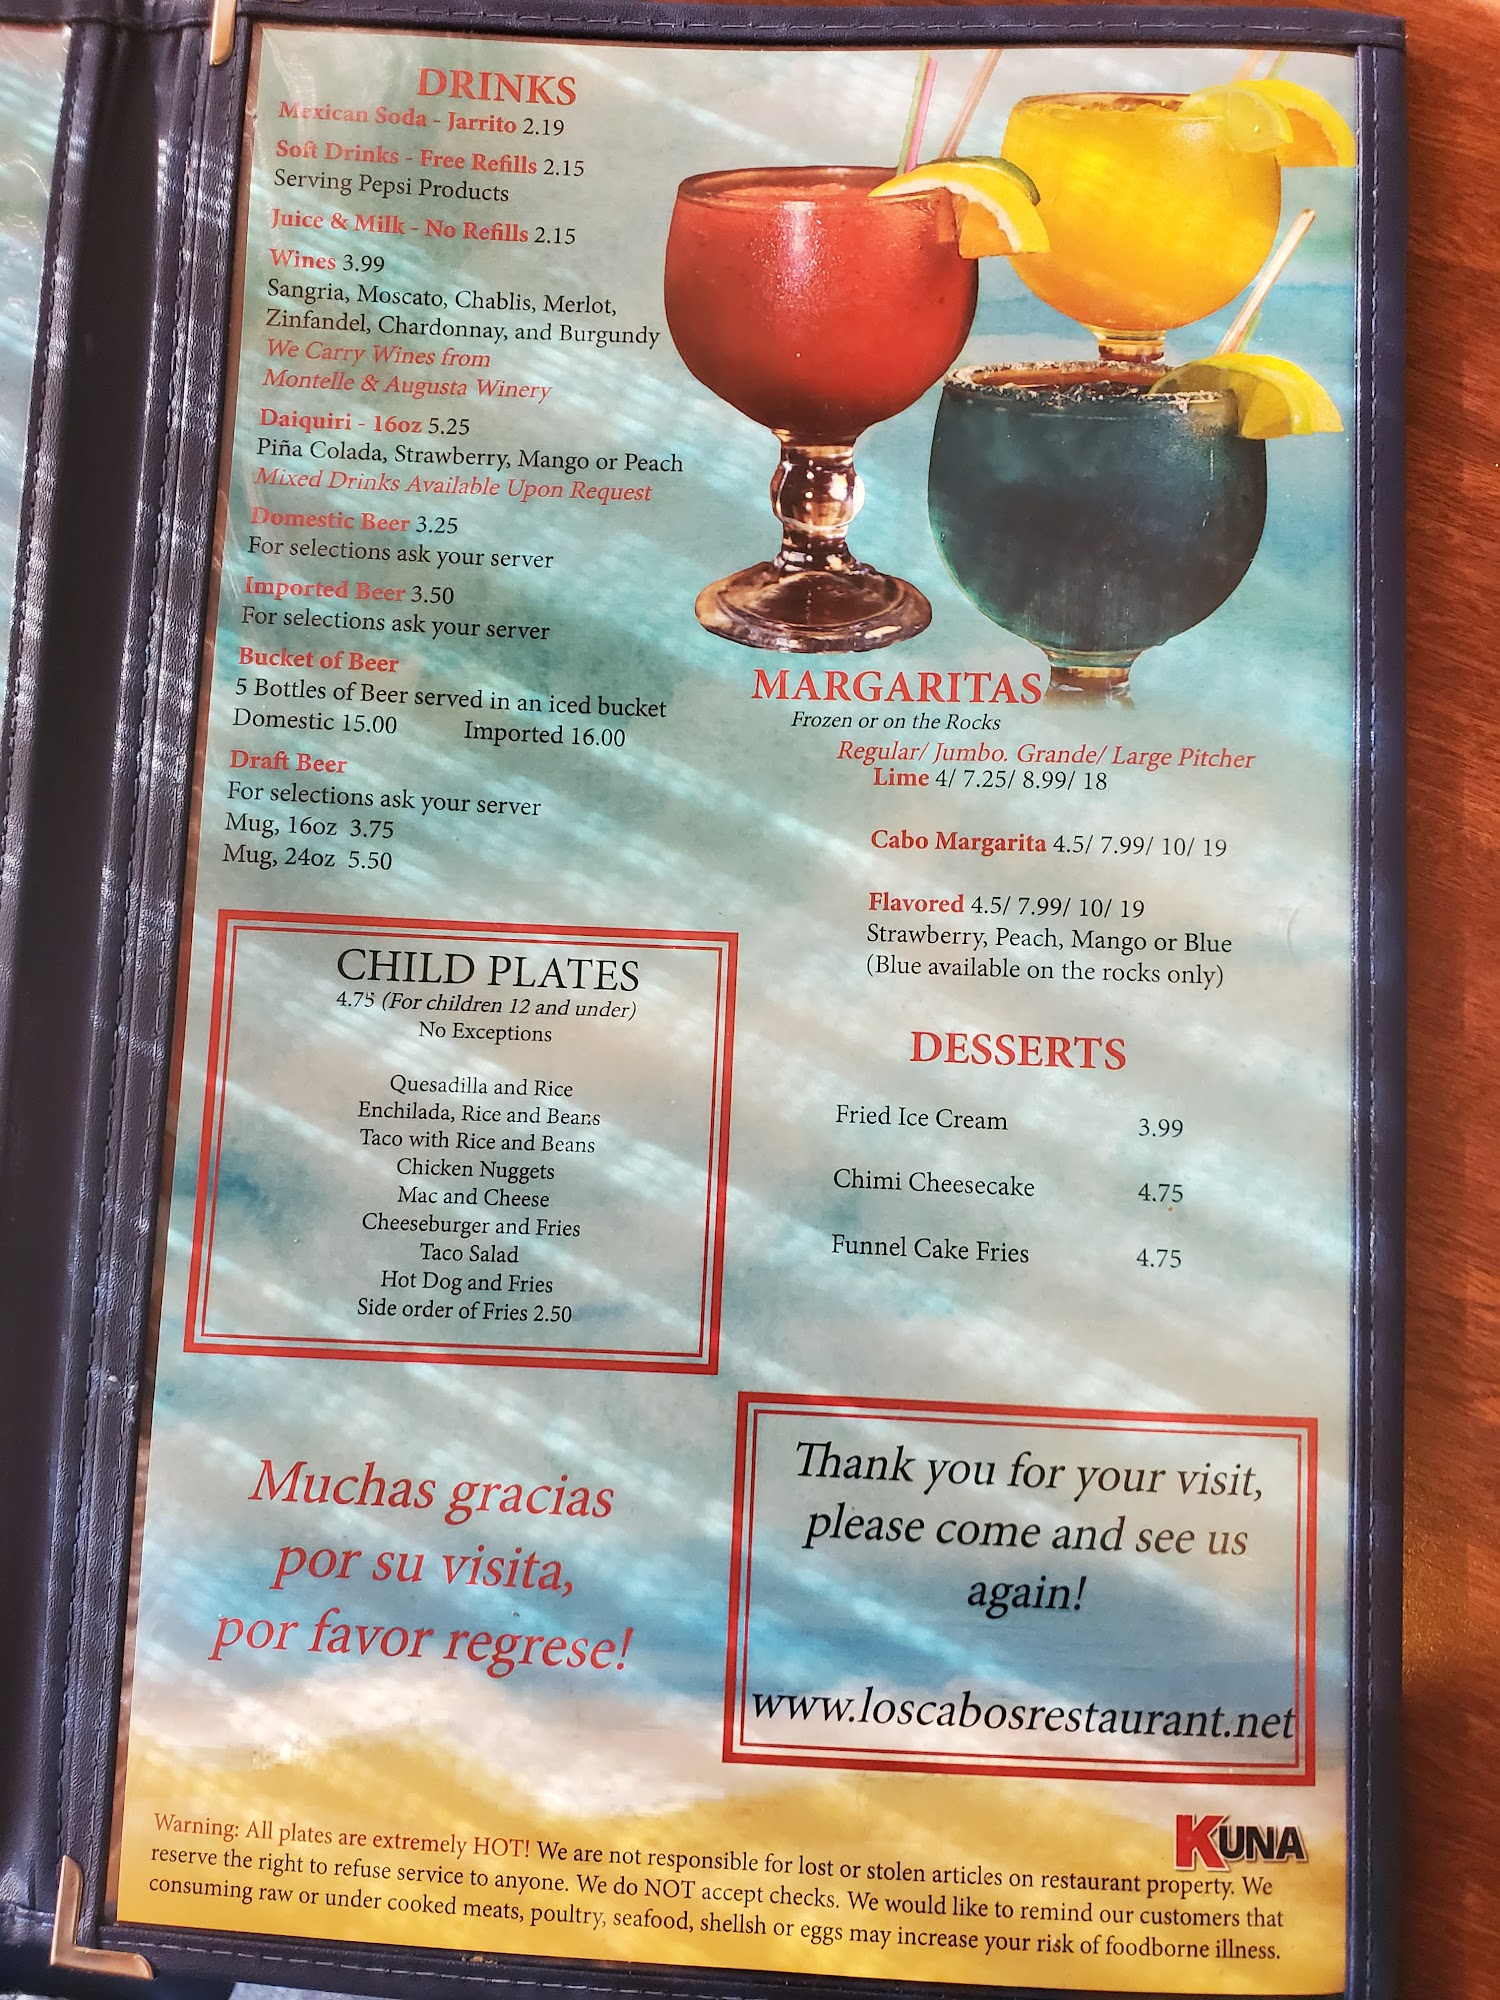 DRINKS
Mexican Soda - Jarrito 2.19
Soft Drinks - Free Refills 2.15
Serving Pepsi Products
Juice & Milk - No Refills 2.15
Wines 3.99
Sangria, Moscato, Chablis, Merlot,
Zinfandel, Chardonnay, and Burgundy
We Carry Wines from
Montelle & Augusta Winery
Daiquiri - 16oz 5.25
Piña Colada, Strawberry, Mango or Peach
Mixed Drinks Available Upon Request
Domestic Beer 3.25
For selections ask your server
Imported Beer 3.50
For selections ask your server
Bucket of Beer
5 Bottles of Beer served in an iced bucket
Domestic 15.00 Imported 16.00
Draft Beer
For selections ask your server
Mug, 16oz 3.75
Mug, 24oz 5.50
MARGARITAS
Frozen or on the Rocks
Regular/ Jumbo. Grande/ Large Pitcher
Lime 4/ 7.25/ 8.99/ 18
Cabo Margarita 4.5/ 7.99/ 10/ 19
Flavored 4.5/ 7.99/ 10/ 19
Strawberry, Peach, Mango or Blue
(Blue available on the rocks only)
CHILD PLATES
4.75 (For children 12 and under)
No Exceptions
Quesadilla and Rice
Enchilada, Rice and Beans
Taco with Rice and Beans
Chicken Nuggets
Mac and Cheese
Cheeseburger and Fries
Taco Salad
Hot Dog and Fries
Side order of Fries 2.50
DESSERTS
Fried Ice Cream 3.99
Chimi Cheesecake 4.75
Funnel Cake Fries 4.75
Muchas gracias
por su visita,
por favor regrese!
Thank you for your visit,
please come and see us
again!
www.loscabosrestaurant.net
KUNA
Warning: All plates are extremely HOT! We are not responsible for lost or stolen articles on restaurant property. We
reserve the right to refuse service to anyone. We do NOT accept checks. We would like to remind our customers that
consuming raw or under cooked meats, poultry, seafood, shellsh or eggs may increase your risk of foodborne illness.